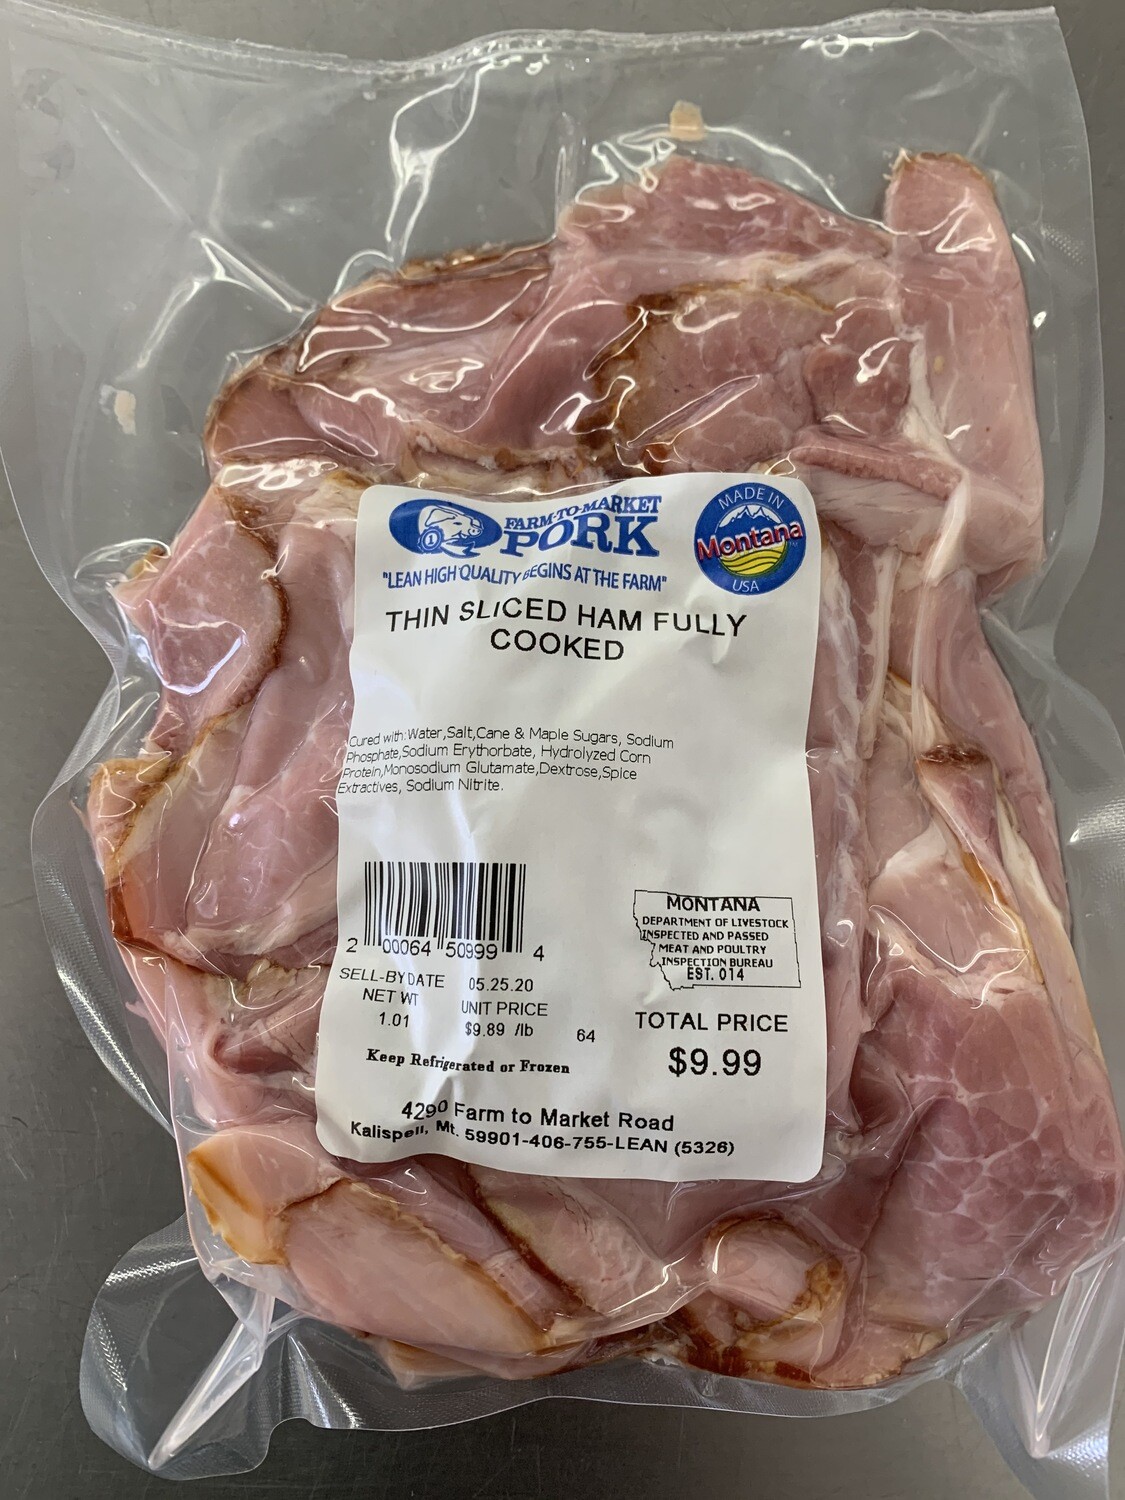 FARM-TO-MARKET
PORK
"LEAN HIGH QUALITY BEGINS AT THE FARM"
MADE IN
Montana
USA
THIN SLICED HAM FULLY
COOKED
Cured with:Water,Salt,Cane & Maple Sugars, Sodium
Phosphate,Sodium Erythorbate, Hydrolyzed Corn
Protein,Monosodium Glutamate,Dextrose,Spice
Extractives, Sodium Nitrite.
2 00064 50999 4
SELL-BY DATE 05.25.20
NET WT UNIT PRICE
1.01 $9.89 /lb 64
Keep Refrigerated or Frozen
MONTANA
DEPARTMENT OF LIVESTOCK
INSPECTED AND PASSED
MEAT AND POULTRY
INSPECTION BUREAU
EST. 014
TOTAL PRICE
$9.99
4290 Farm to Market Road
Kalispell, Mt. 59901-406-755-LEAN (5326)